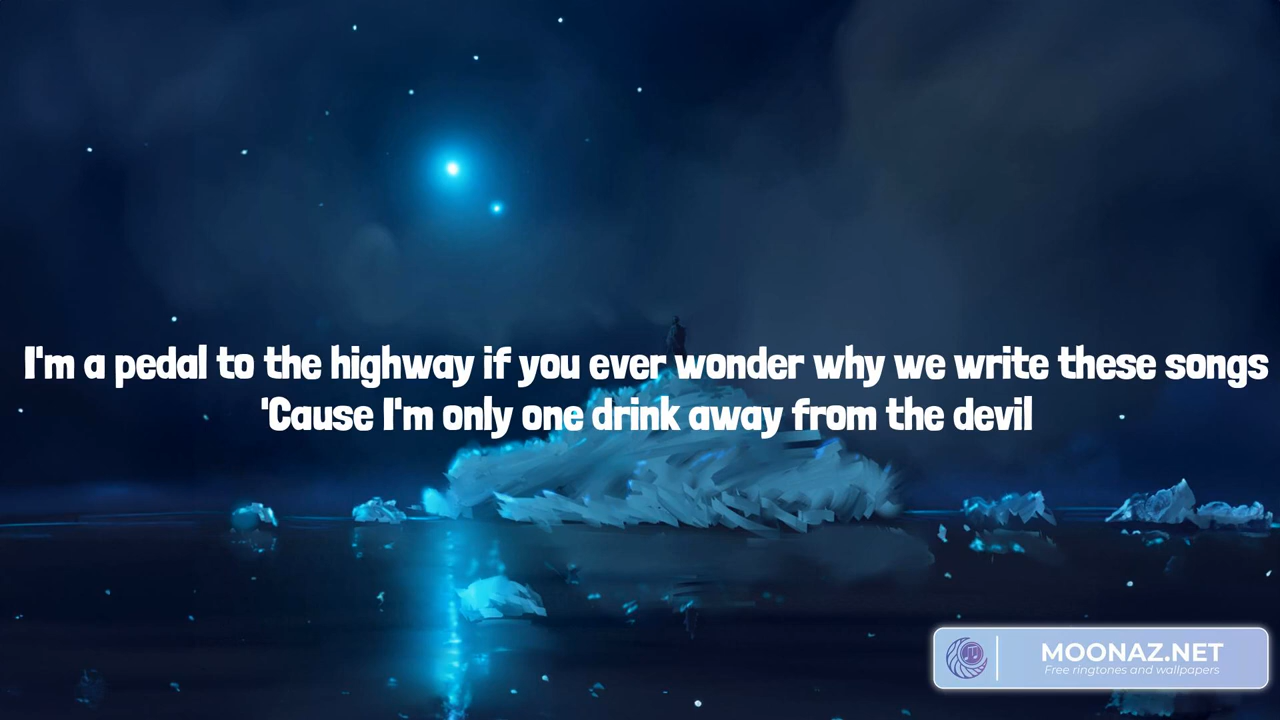 I'm a pedal to the highway if you ever wonder why we write these songs
'Cause I'm only one drink away from the devil
MOONAZ.NET
Free ringtones and wallpapers